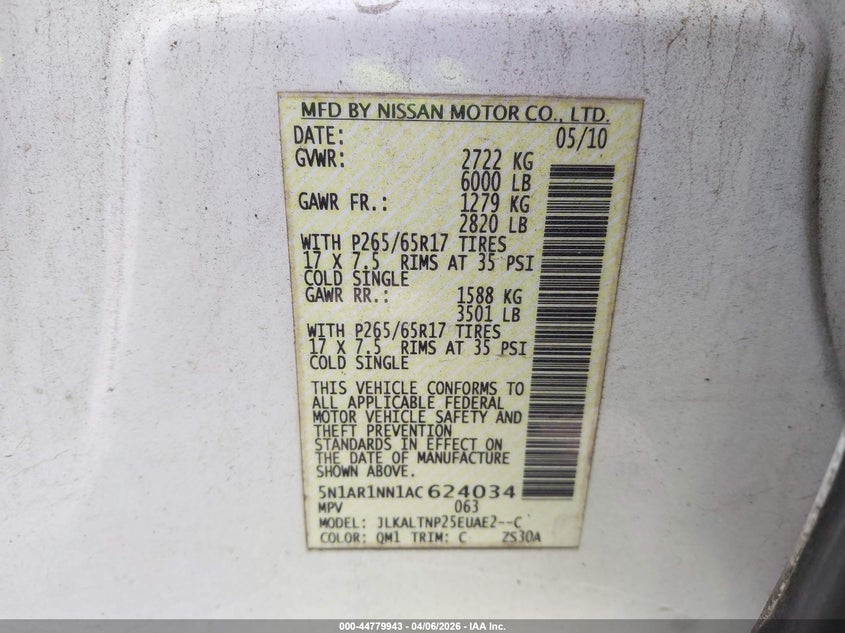 MFD BY NISSAN MOTOR CO., LTD.
DATE: 05/10
GVWR: 2722 KG
6000 LB
GAWR FR.: 1279 KG
2820 LB
WITH P265/65R17 TIRES
17 X 7.5 RIMS AT 35 PSI
COLD SINGLE
GAWR RR.: 1588 KG
3501 LB
WITH P265/65R17 TIRES
17 X 7.5 RIMS AT 35 PSI
COLD SINGLE
THIS VEHICLE CONFORMS TO
ALL APPLICABLE FEDERAL
MOTOR VEHICLE SAFETY AND
THEFT PREVENTION
STANDARDS IN EFFECT ON
THE DATE OF MANUFACTURE
SHOWN ABOVE.
5N1AR1NN1AC624034
MPV 063
MODEL: JLKALTNP25EUAE2--C
COLOR: QM1 TRIM: C ZS30A
000-44779943 - 04/06/2026 - IAA Inc.